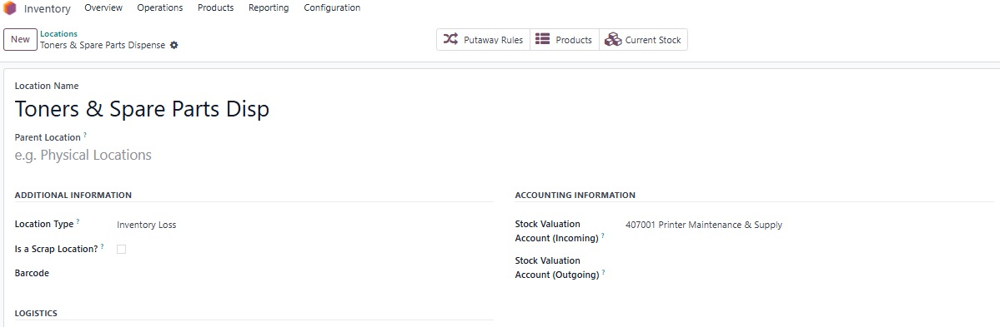 Inventory Overview Operations Products Reporting Configuration
New
Locations
Toners & Spare Parts Dispense
Putaway Rules
Products
Current Stock
Location Name
Toners & Spare Parts Disp
Parent Location ?
e.g. Physical Locations
ADDITIONAL INFORMATION
Location Type ? Inventory Loss
Is a Scrap Location? ?
Barcode
LOGISTICS
ACCOUNTING INFORMATION
Stock Valuation
Account (Incoming) ?
407001 Printer Maintenance & Supply
Stock Valuation
Account (Outgoing) ?